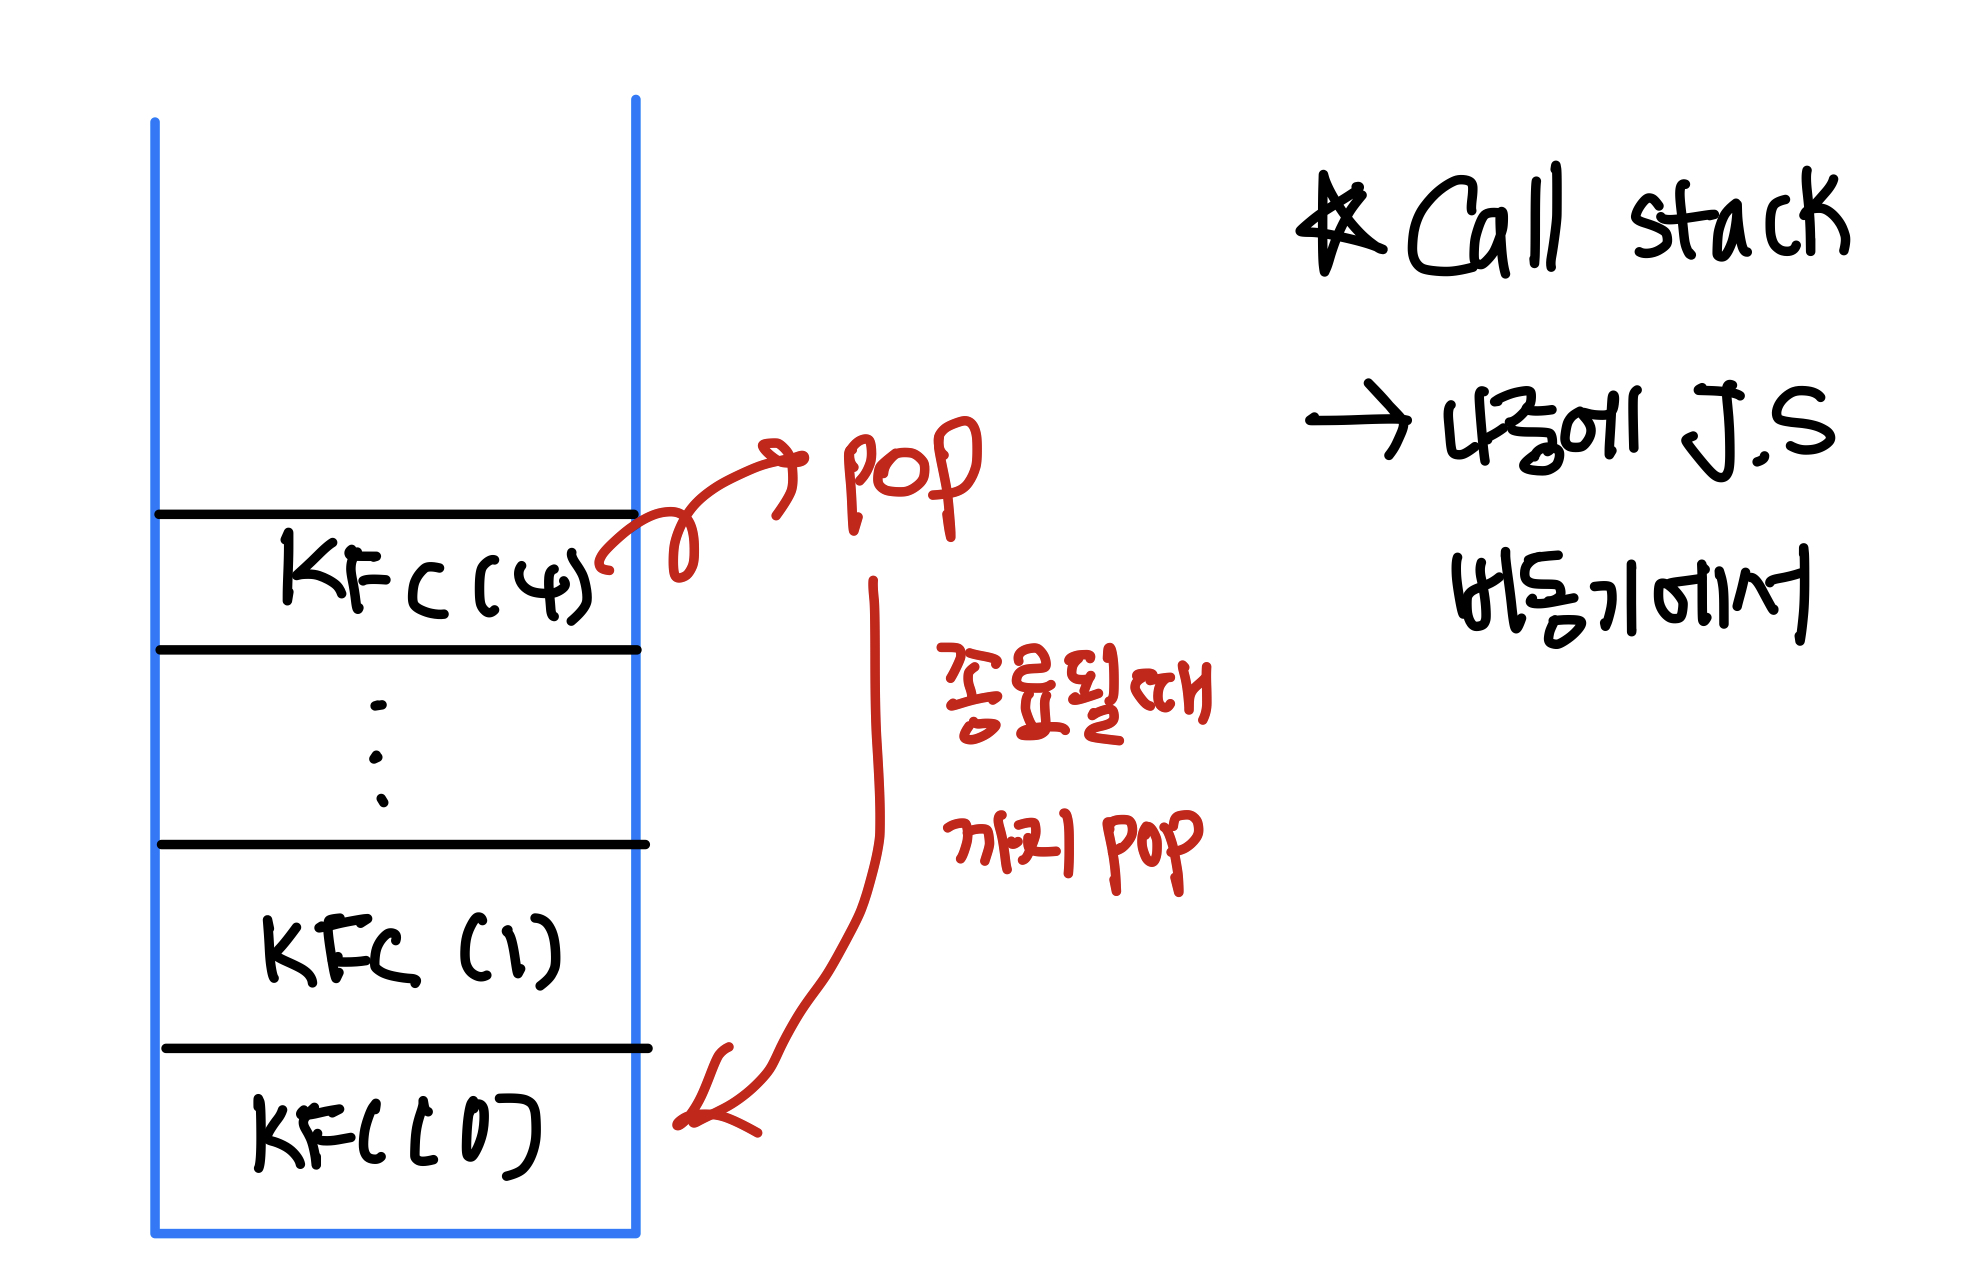 * Call stack
→ 나중에 J.S
비동기에서
pop
KFC (4)
종료될때
까지 pop
KFC (1)
KFC (0)